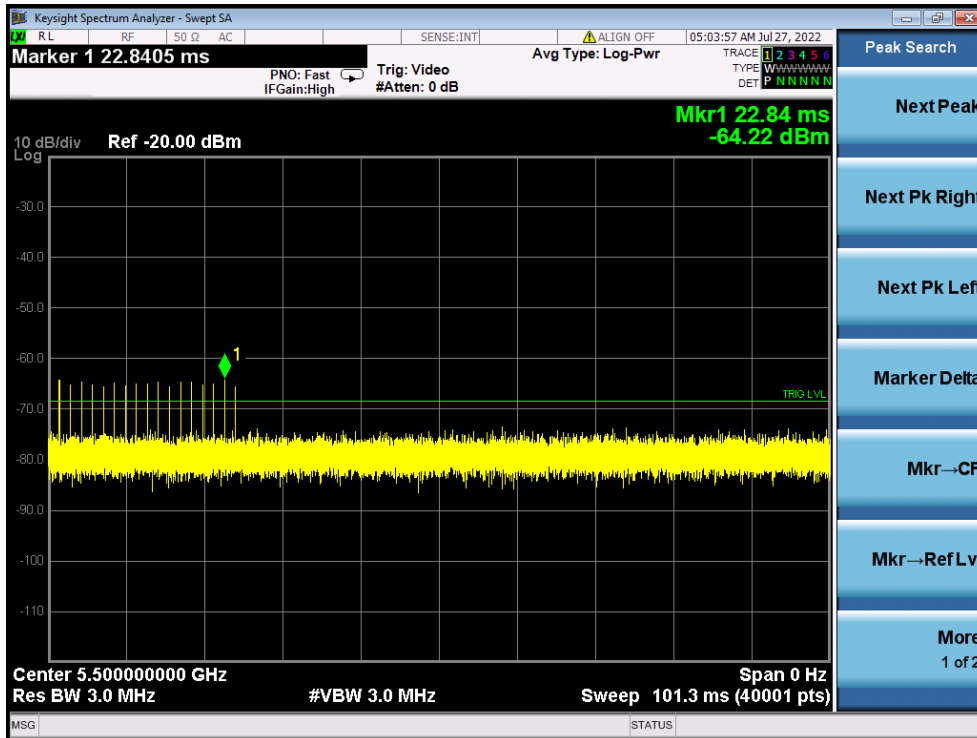 Keysight Spectrum Analyzer - Swept SA
LXI RL RF 50 Ω AC SENSE:INT ALIGN OFF 05:03:57 AM Jul 27, 2022
Marker 1 22.8405 ms
PNO: Fast
IFGain:High
Trig: Video
#Atten: 0 dB
Avg Type: Log-Pwr
TRACE 1 2 3 4 5 6
TYPE WWWWWW
DET P N N N N N
Mkr1 22.84 ms
-64.22 dBm
10 dB/div Ref -20.00 dBm
Log
-30.0
-40.0
-50.0
-60.0
1
TRIG LVL
-70.0
-80.0
-90.0
-100
-110
Center 5.500000000 GHz Span 0 Hz
Res BW 3.0 MHz #VBW 3.0 MHz Sweep 101.3 ms (40001 pts)
MSG STATUS
Peak Search
Next Peak
Next Pk Right
Next Pk Left
Marker Delta
Mkr→CF
Mkr→Ref Lv
More
1 of 2